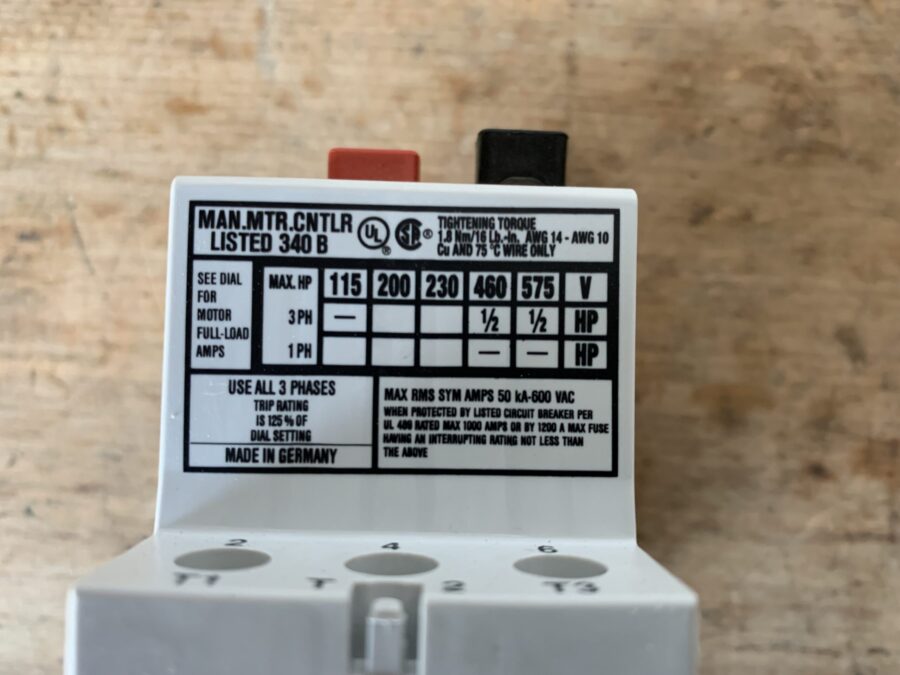 MAN.MTR.CNTLR
LISTED 340 B
UL
®
SA
®
TIGHTENING TORQUE
1.8 Nm/16 Lb.-In. AWG 14 - AWG 10
Cu AND 75 °C WIRE ONLY
SEE DIAL
FOR
MOTOR
FULL-LOAD
AMPS
MAX. HP 115 200 230 460 575 V
3 PH — ½ ½ HP
1 PH — — HP
USE ALL 3 PHASES
TRIP RATING
IS 125 % OF
DIAL SETTING
MADE IN GERMANY
MAX RMS SYM AMPS 50 kA-600 VAC
WHEN PROTECTED BY LISTED CIRCUIT BREAKER PER
UL 489 RATED MAX 1000 AMPS OR BY 1200 A MAX FUSE
HAVING AN INTERRUPTING RATING NOT LESS THAN
THE ABOVE
2 4 6
T1 T 2 T3